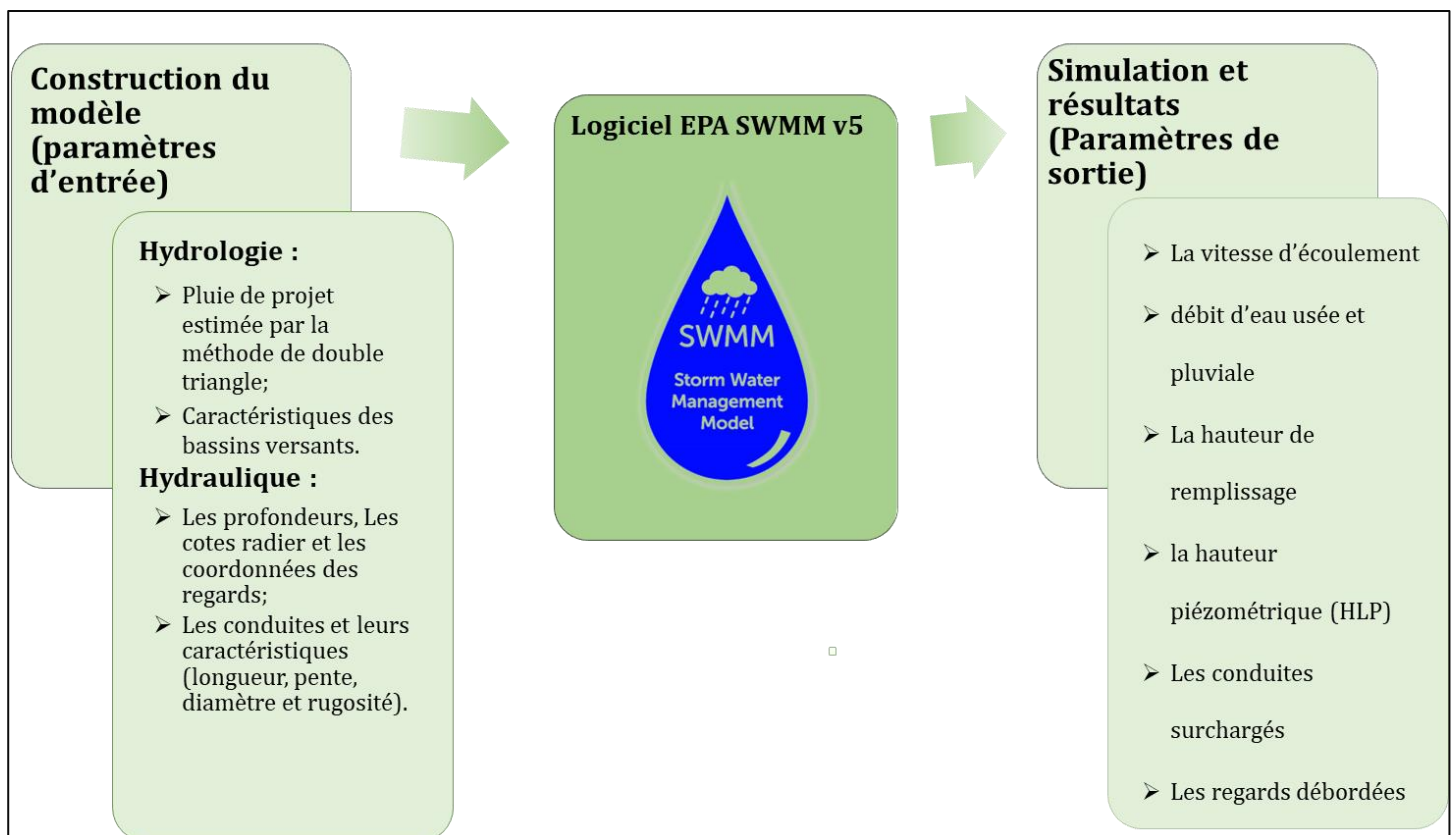 Construction du
modèle
(paramètres
d’entrée)
Hydrologie :
➢ Pluie de projet
estimée par la
méthode de double
triangle;
➢ Caractéristiques des
bassins versants.
Hydraulique :
➢ Les profondeurs, Les
cotes radier et les
coordonnées des
regards;
➢ Les conduites et leurs
caractéristiques
(longueur, pente,
diamètre et rugosité).
Logiciel EPA SWMM v5
SWMM
Storm Water
Management
Model
Simulation et
résultats
(Paramètres de
sortie)
➢ La vitesse d’écoulement
➢ débit d’eau usée et
pluviale
➢ La hauteur de
remplissage
➢ la hauteur
piézométrique (HLP)
➢ Les conduites
surchargés
➢ Les regards débordées